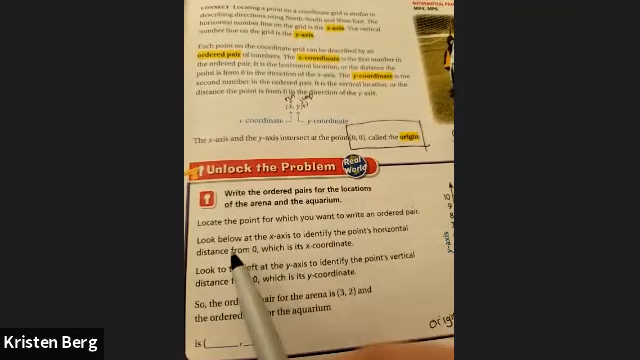 MATHEMATICAL PRA
MP4, MP6
CONNECT Locating a point on a coordinate grid is similar to
describing directions using North-South and West-East. The
horizontal number line on the grid is the x-axis. The vertical
number line on the grid is the y-axis.
Each point on the coordinate grid can be described by an
ordered pair of numbers. The x-coordinate is the first number in
the ordered pair. It is the horizontal location, or the distance the
point is from 0 in the direction of the x-axis. The y-coordinate is the
second number in the ordered pair. It is the vertical location, or
the distance the point is from 0 in the direction of the y-axis.
(x, y)
x-coordinate y-coordinate
The x-axis and the y-axis intersect at the point (0, 0), called the origin
Unlock the Problem Real World
Write the ordered pairs for the locations
of the arena and the aquarium.
Locate the point for which you want to write an ordered pair.
Look below at the x-axis to identify the point's horizontal
distance from 0, which is its x-coordinate.
Look to the left at the y-axis to identify the point's vertical
distance from 0, which is its y-coordinate.
So, the ordered pair for the arena is (3, 2) and
the ordered for the aquarium
is (____, __
10
9
8
7
y-axis
Origi
Kristen Berg